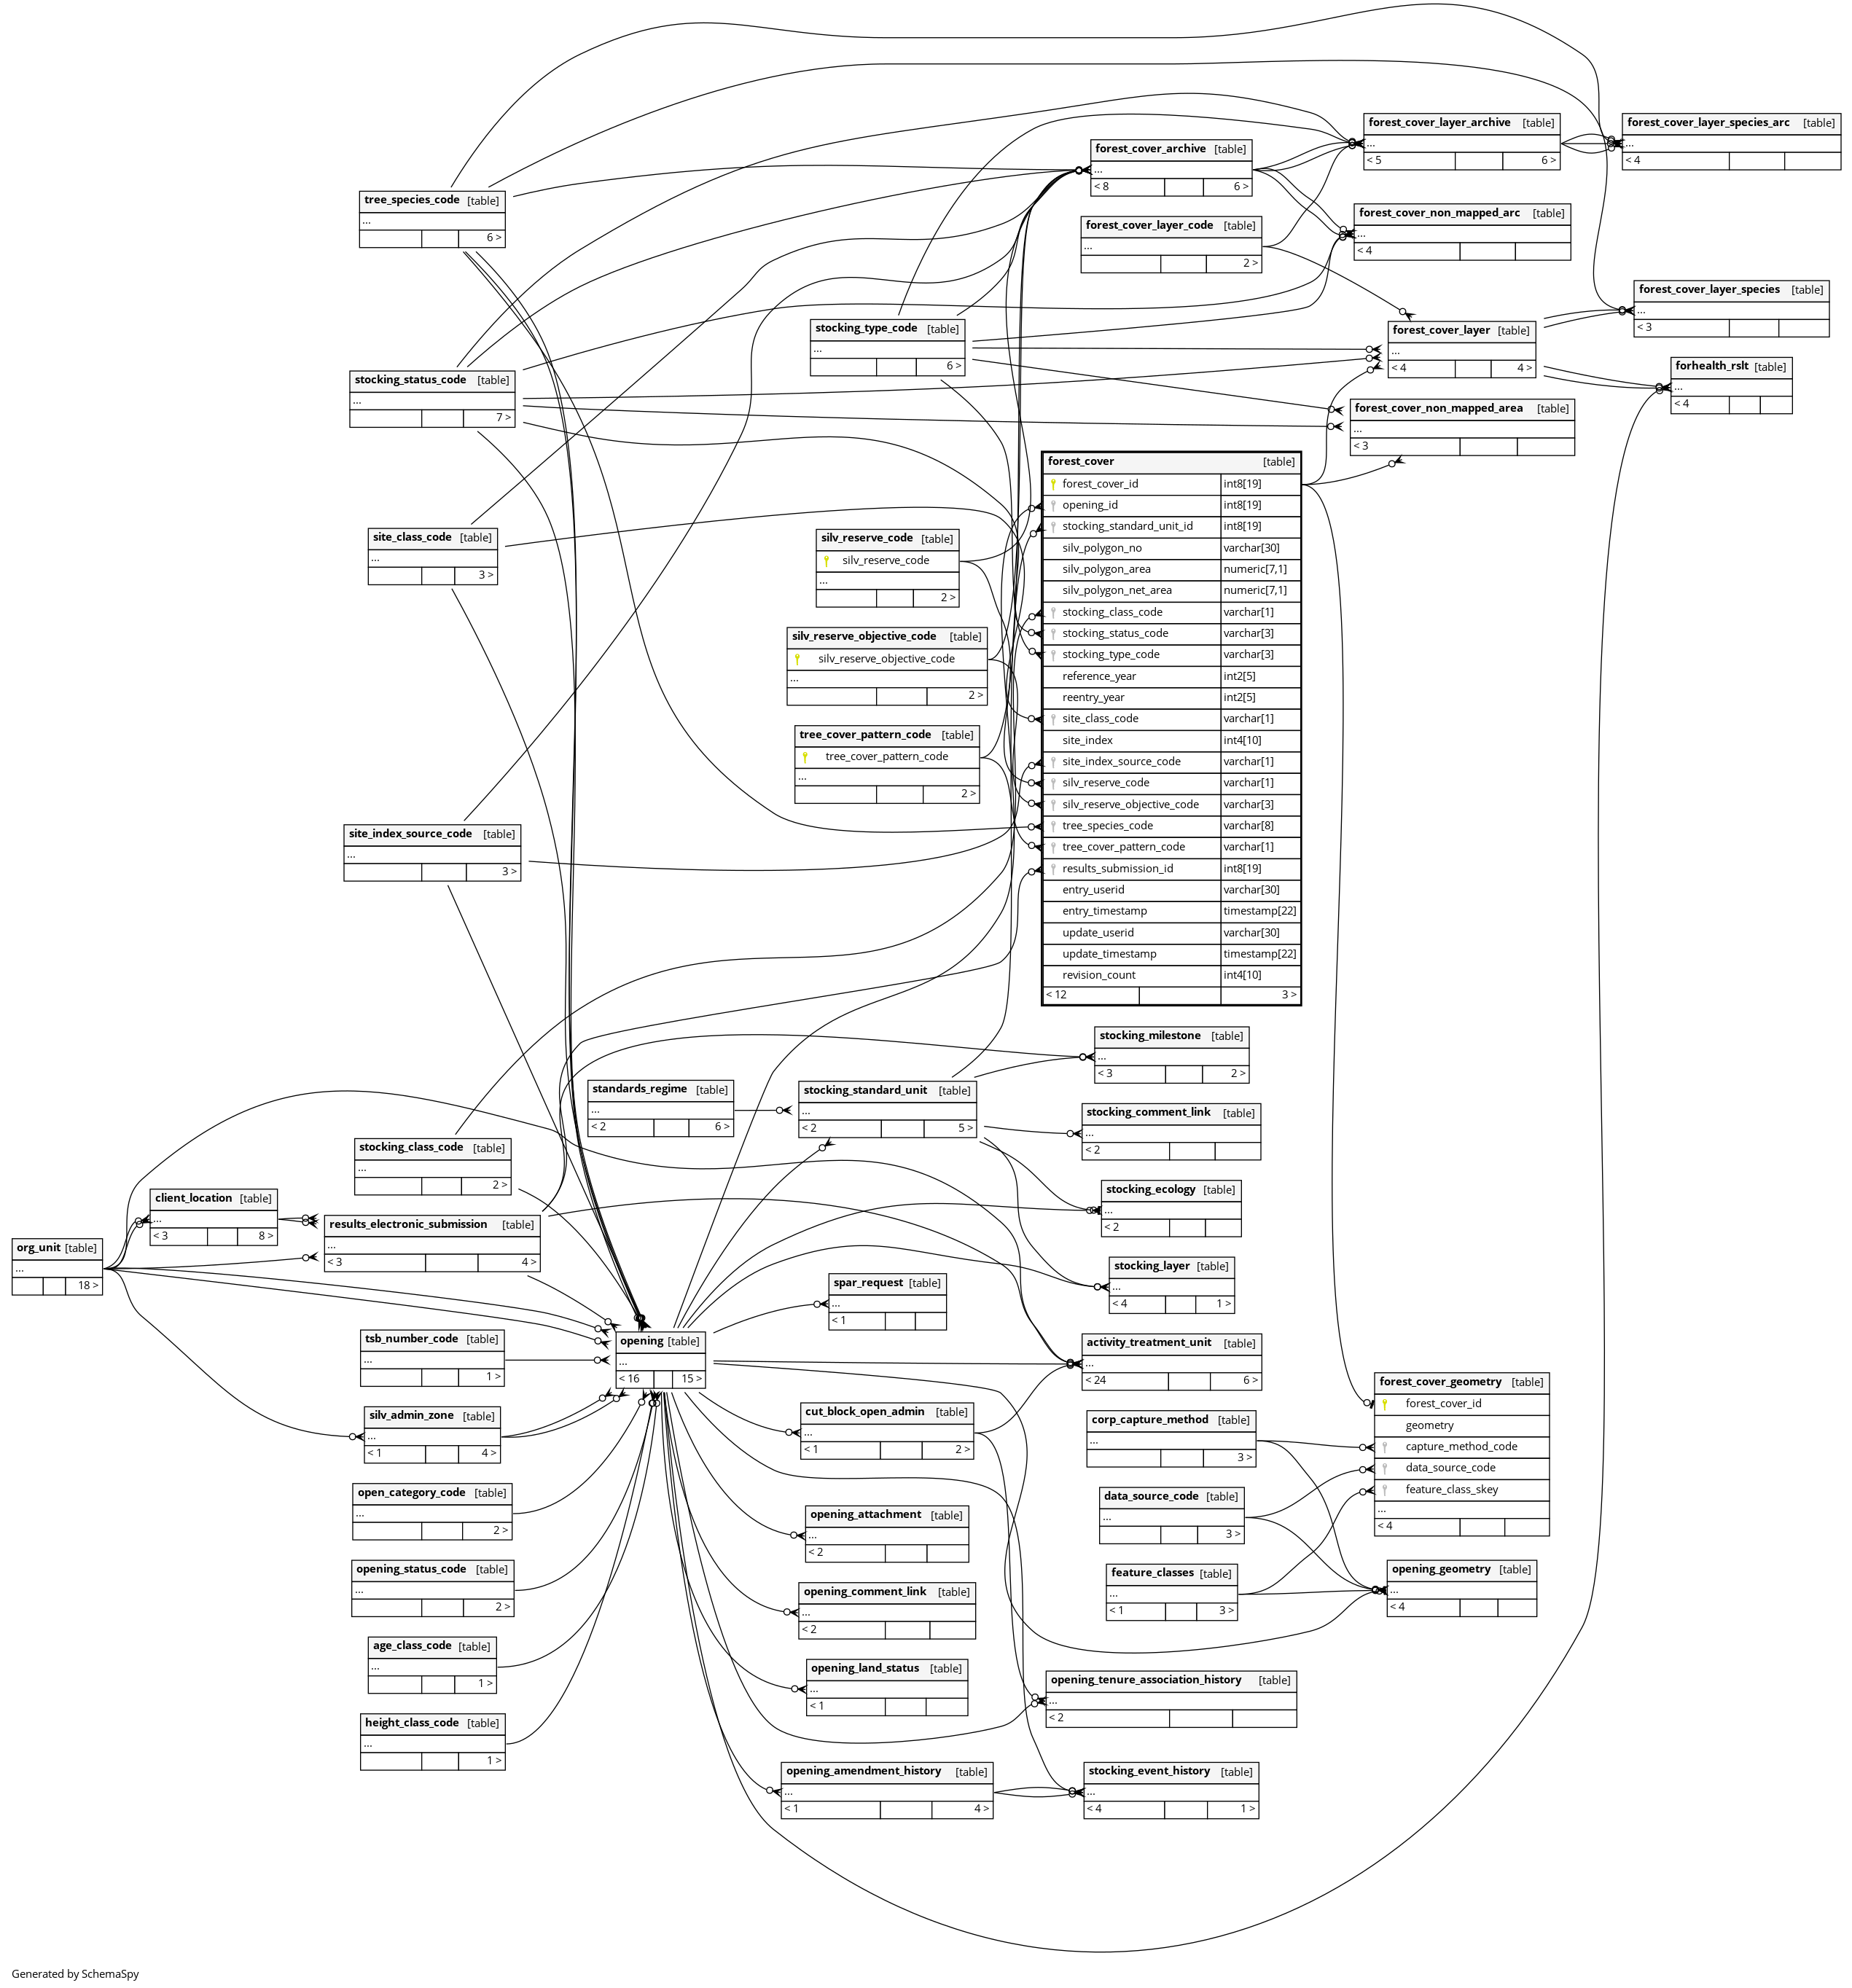 forest_cover_layer_archive [table]
...
< 5 6 >
forest_cover_layer_species_arc [table]
...
< 4
forest_cover_archive [table]
...
< 8 6 >
tree_species_code [table]
...
6 >
forest_cover_non_mapped_arc [table]
...
< 4
forest_cover_layer_code [table]
...
2 >
forest_cover_layer_species [table]
...
< 3
stocking_type_code [table]
...
6 >
forest_cover_layer [table]
...
< 4 4 >
forhealth_rslt [table]
...
< 4
stocking_status_code [table]
...
7 >
forest_cover_non_mapped_area [table]
...
< 3
forest_cover [table]
forest_cover_id int8[19]
opening_id int8[19]
stocking_standard_unit_id int8[19]
silv_polygon_no varchar[30]
silv_polygon_area numeric[7,1]
silv_polygon_net_area numeric[7,1]
stocking_class_code varchar[1]
stocking_status_code varchar[3]
stocking_type_code varchar[3]
reference_year int2[5]
reentry_year int2[5]
site_class_code varchar[1]
site_index int4[10]
site_index_source_code varchar[1]
silv_reserve_code varchar[1]
silv_reserve_objective_code varchar[3]
tree_species_code varchar[8]
tree_cover_pattern_code varchar[1]
results_submission_id int8[19]
entry_userid varchar[30]
entry_timestamp timestamp[22]
update_userid varchar[30]
update_timestamp timestamp[22]
revision_count int4[10]
< 12 3 >
site_class_code [table]
...
3 >
silv_reserve_code [table]
silv_reserve_code
...
2 >
silv_reserve_objective_code [table]
silv_reserve_objective_code
...
2 >
tree_cover_pattern_code [table]
tree_cover_pattern_code
...
2 >
site_index_source_code [table]
...
3 >
stocking_milestone [table]
...
< 3 2 >
standards_regime [table]
...
< 2 6 >
stocking_standard_unit [table]
...
< 2 5 >
stocking_comment_link [table]
...
< 2
stocking_class_code [table]
...
2 >
stocking_ecology [table]
...
< 2
client_location [table]
...
< 3 8 >
results_electronic_submission [table]
...
< 3 4 >
org_unit [table]
...
18 >
stocking_layer [table]
...
< 4 1 >
spar_request [table]
...
< 1
tsb_number_code [table]
...
1 >
opening [table]
...
< 16 15 >
activity_treatment_unit [table]
...
< 24 6 >
forest_cover_geometry [table]
forest_cover_id
geometry
capture_method_code
data_source_code
feature_class_skey
...
< 4
silv_admin_zone [table]
...
< 1 4 >
cut_block_open_admin [table]
...
< 1 2 >
corp_capture_method [table]
...
3 >
open_category_code [table]
...
2 >
data_source_code [table]
...
3 >
opening_attachment [table]
...
< 2
opening_status_code [table]
...
2 >
feature_classes [table]
...
< 1 3 >
opening_geometry [table]
...
< 4
opening_comment_link [table]
...
< 2
age_class_code [table]
...
1 >
opening_land_status [table]
...
< 1
opening_tenure_association_history [table]
...
< 2
height_class_code [table]
...
1 >
opening_amendment_history [table]
...
< 1 4 >
stocking_event_history [table]
...
< 4 1 >
Generated by SchemaSpy